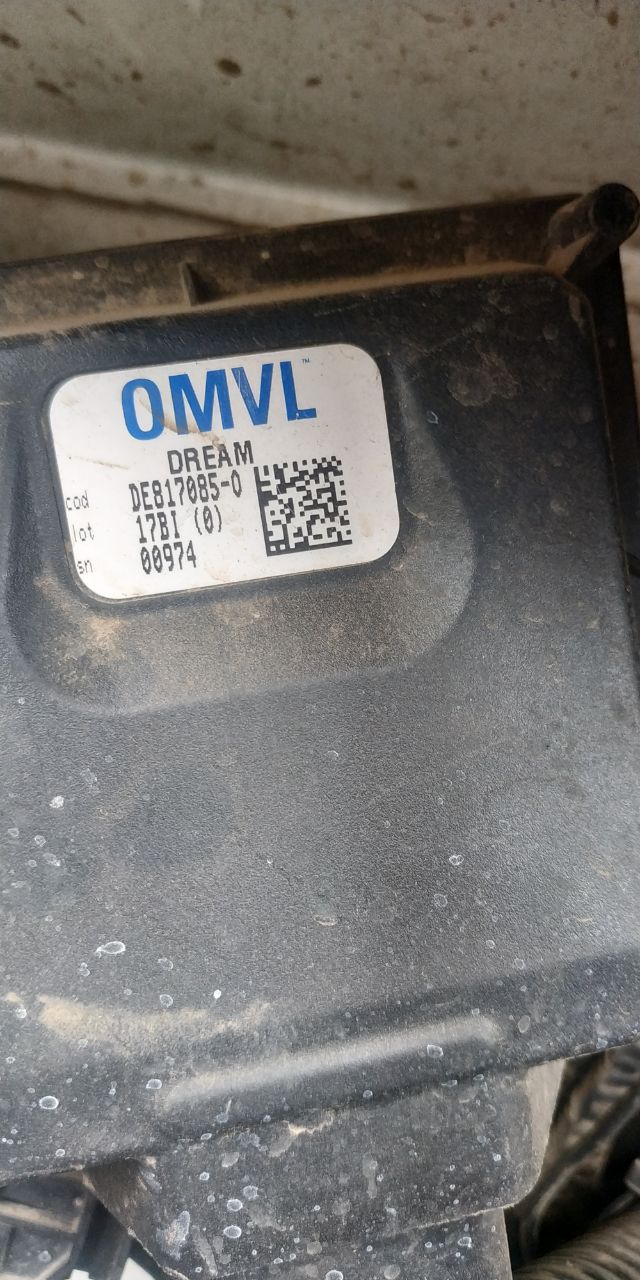 OMVL™
DREAM
cod DE817085-0
lot 17BI (0)
sn 00974